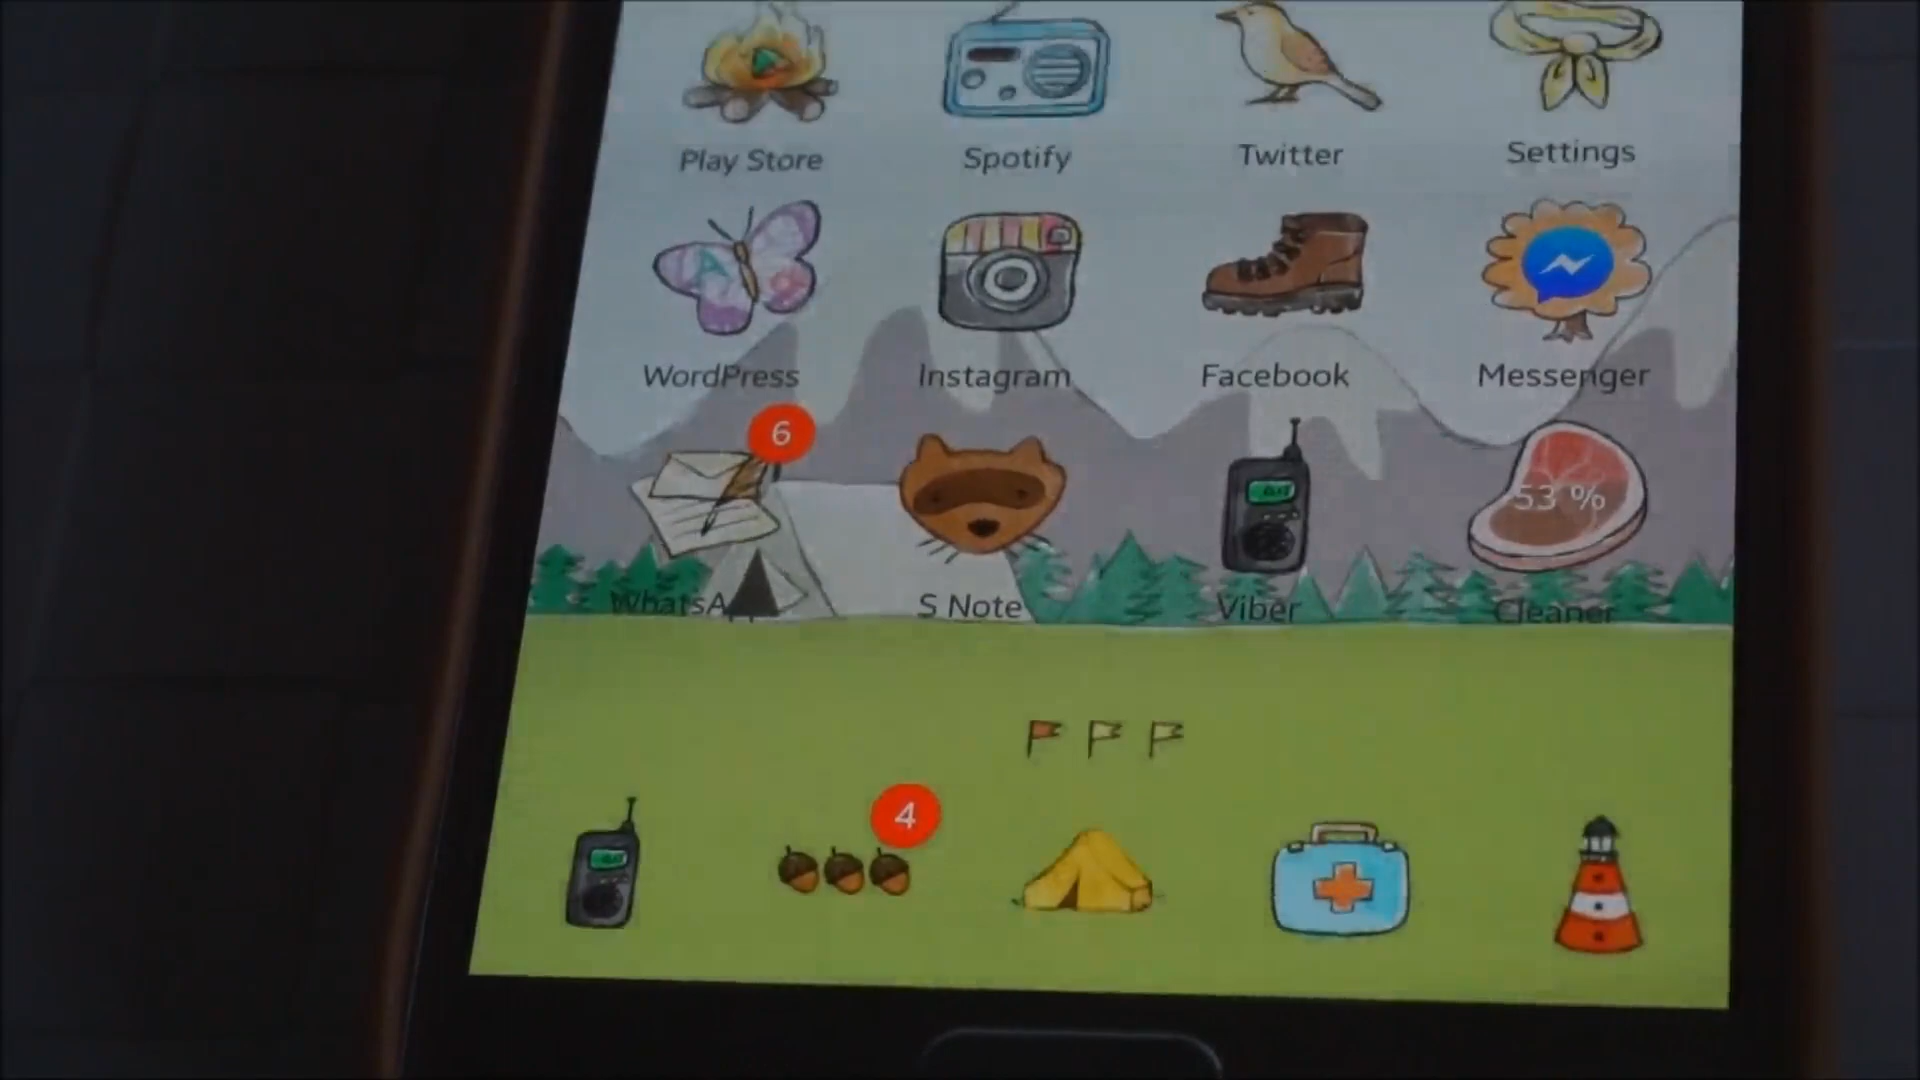 Play Store Spotify Twitter Settings
WordPress Instagram Facebook Messenger
6
53 %
S Note Viber Cleaner
4